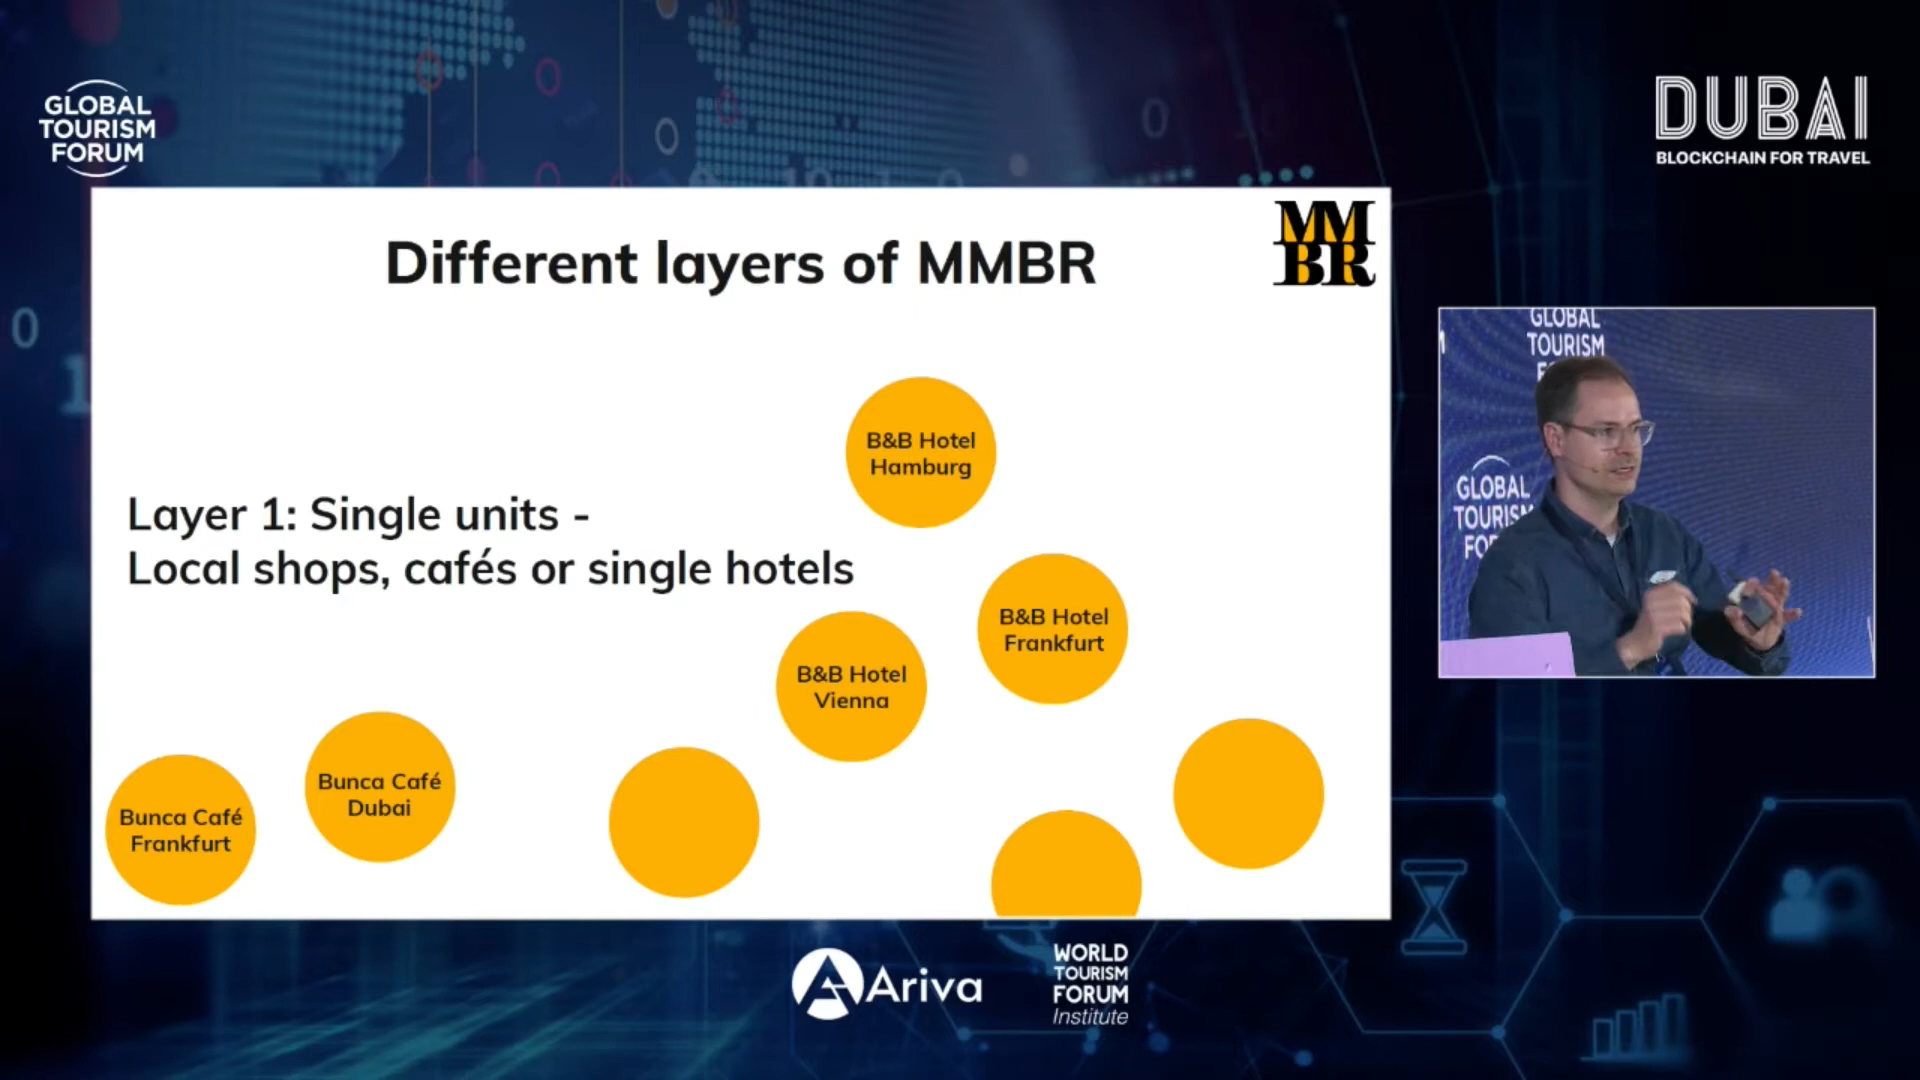 GLOBAL
TOURISM
FORUM
DUBAI
BLOCKCHAIN FOR TRAVEL
MM
BR
Different layers of MMBR
Layer 1: Single units -
Local shops, cafés or single hotels
B&B Hotel
Hamburg
B&B Hotel
Frankfurt
B&B Hotel
Vienna
Bunca Café
Dubai
Bunca Café
Frankfurt
GLOBAL
TOURISM
GLOBAL
TOURISM
Ariva
WORLD
TOURISM
FORUM
Institute